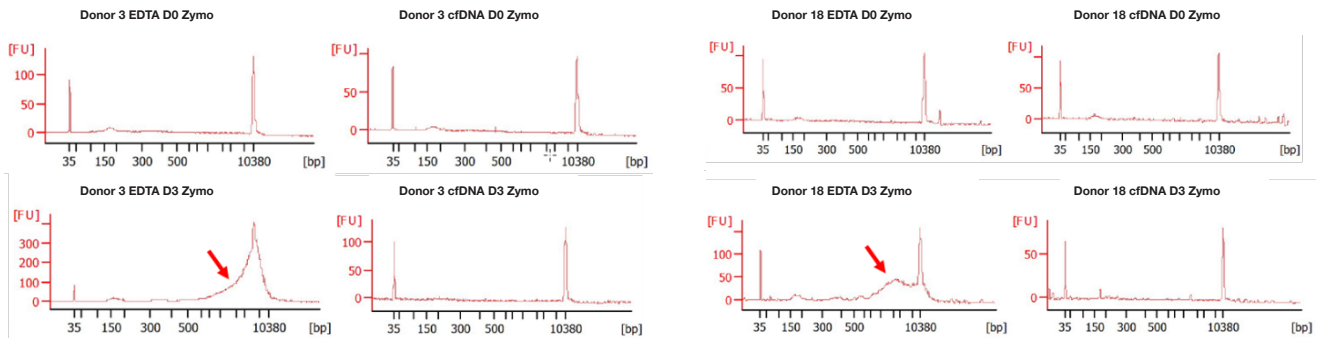 Donor 3 EDTA D0 Zymo
[FU]
100
50
0
35 150 300 500 10380 [bp]
Donor 3 cfDNA D0 Zymo
[FU]
50
0
35 150 300 500 10380 [bp]
Donor 18 EDTA D0 Zymo
[FU]
50
0
35 150 300 500 10380 [bp]
Donor 18 cfDNA D0 Zymo
[FU]
50
0
35 150 300 500 10380 [bp]
Donor 3 EDTA D3 Zymo
[FU]
300
200
100
0
35 150 300 500 10380 [bp]
Donor 3 cfDNA D3 Zymo
[FU]
100
50
0
35 150 300 500 10380 [bp]
Donor 18 EDTA D3 Zymo
[FU]
100
50
0
35 150 300 500 10380 [bp]
Donor 18 cfDNA D3 Zymo
[FU]
50
0
35 150 300 500 10380 [bp]